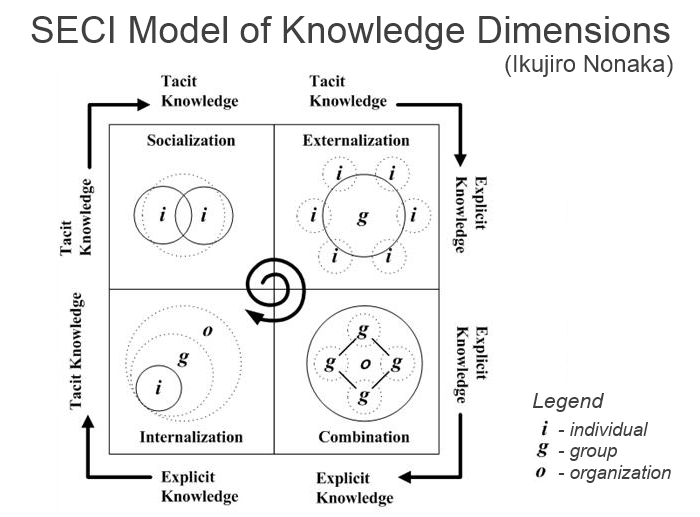 SECI Model of Knowledge Dimensions
(Ikujiro Nonaka)
Tacit
Knowledge
Tacit
Knowledge
Socialization
Externalization
i
i
i
i
i
g
i
i
i
Tacit
Knowledge
Explicit
Knowledge
Tacit Knowledge
Explicit
Knowledge
o
g
i
g
g
o
g
g
Internalization
Combination
Explicit
Knowledge
Explicit
Knowledge
Legend
i - individual
g - group
o - organization